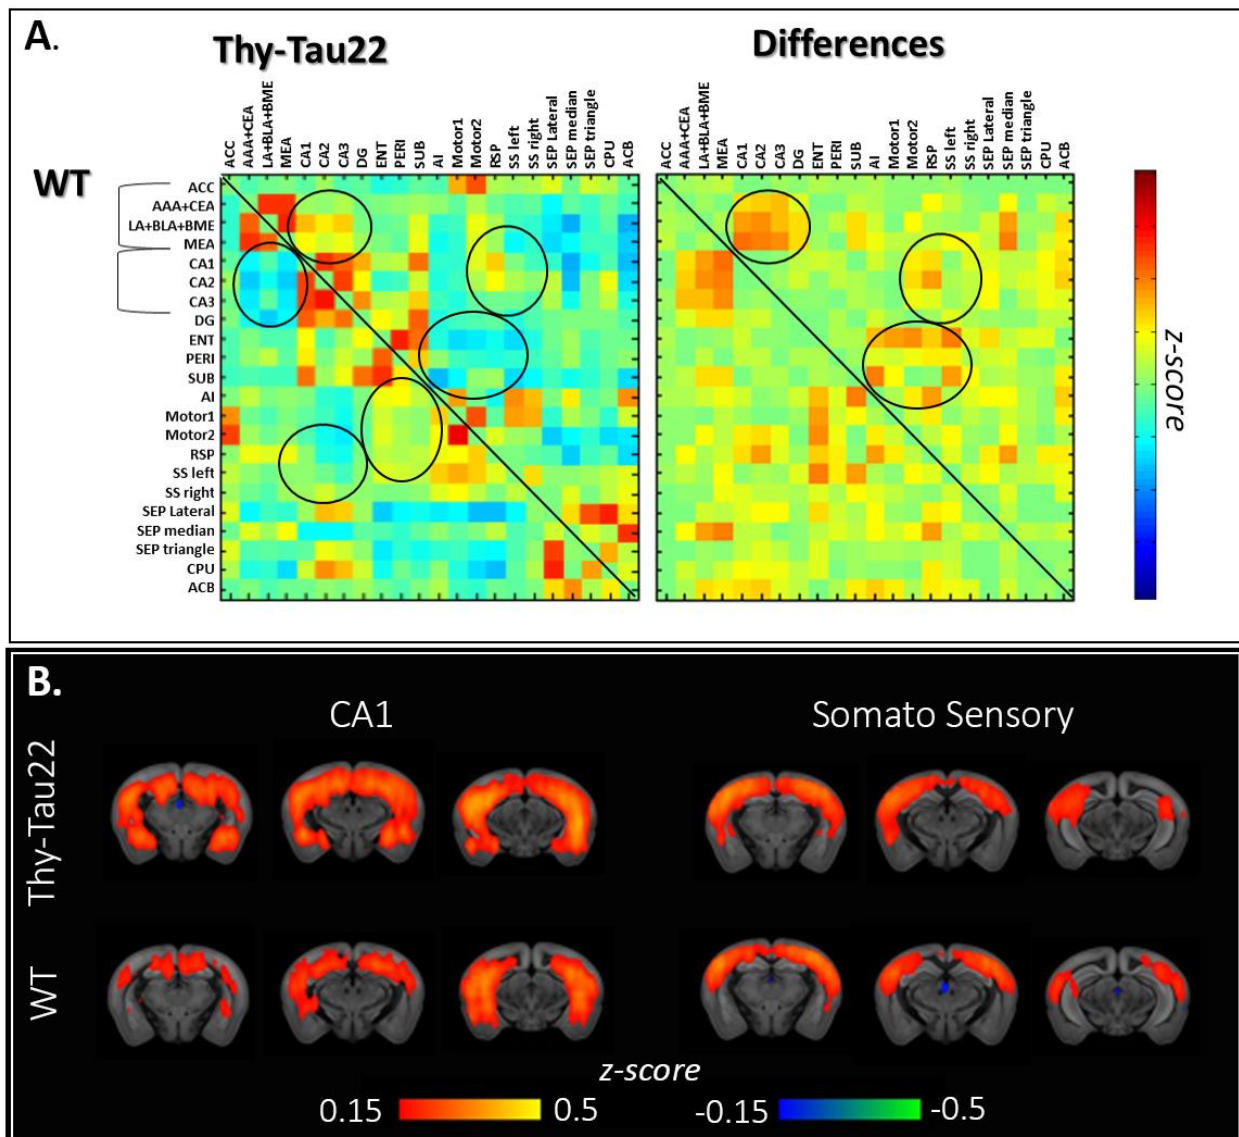 A.
Thy-Tau22
Differences
ACC AAA+CEA LA+BLA+BME MEA CA1 CA2 CA3 DG ENT PERI SUB AI Motor1 Motor2 RSP SS left SS right SEP Lateral SEP median SEP triangle CPU ACB
ACC AAA+CEA LA+BLA+BME MEA CA1 CA2 CA3 DG ENT PERI SUB AI Motor1 Motor2 RSP SS left SS right SEP Lateral SEP median SEP triangle CPU ACB
WT
ACC
AAA+CEA
LA+BLA+BME
MEA
CA1
CA2
CA3
DG
ENT
PERI
SUB
AI
Motor1
Motor2
RSP
SS left
SS right
SEP Lateral
SEP median
SEP triangle
CPU
ACB
z-score
B.
CA1
Somato Sensory
Thy-Tau22
WT
z-score
0.15 0.5 -0.15 -0.5